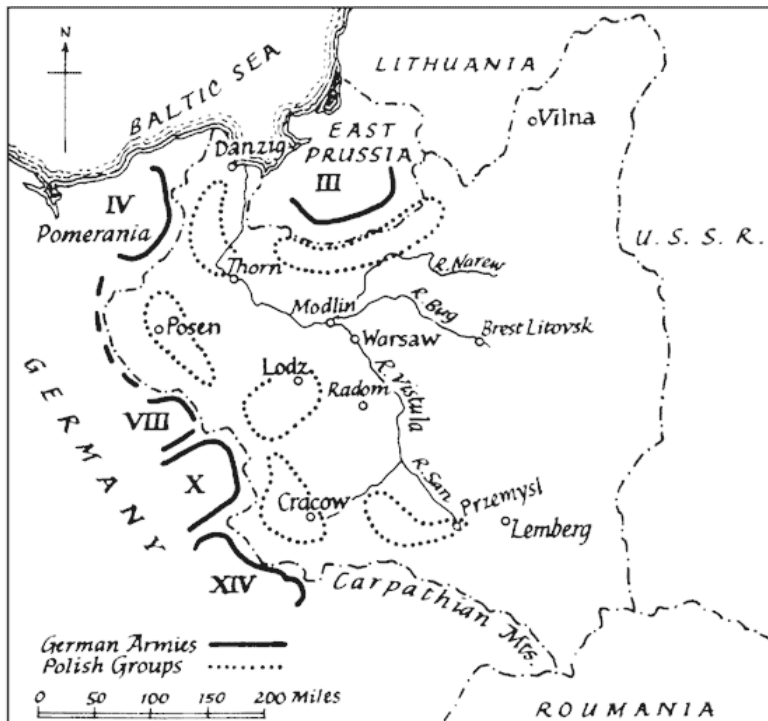 N
BALTIC SEA
LITHUANIA
Vilna
Danzig
EAST
PRUSSIA
III
IV
Pomerania
U.S.S.R.
Thorn
R. Narew
Modlin
R. Bug
Posen
Warsaw
Brest Litovsk
Lodz
R. Vistula
Radom
GERMANY
VIII
X
R. San
Cracow
Przemysl
Lemberg
XIV
Carpathian Mts.
German Armies
Polish Groups
0 50 100 150 200 Miles
ROUMANIA